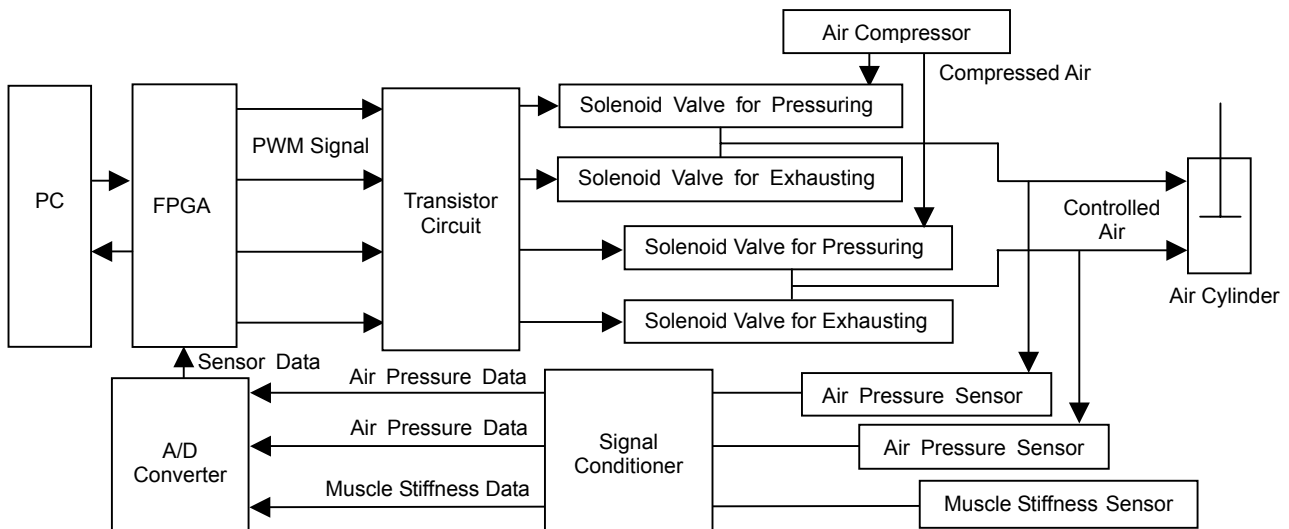 Air Compressor
Compressed Air
Solenoid Valve for Pressuring
PWM Signal
PC
FPGA
Transistor
Circuit
Solenoid Valve for Exhausting
Controlled
Air
Solenoid Valve for Pressuring
Air Cylinder
Solenoid Valve for Exhausting
Sensor Data
Air Pressure Data
Air Pressure Sensor
Air Pressure Data
Signal
Conditioner
Air Pressure Sensor
A/D
Converter
Muscle Stiffness Data
Muscle Stiffness Sensor